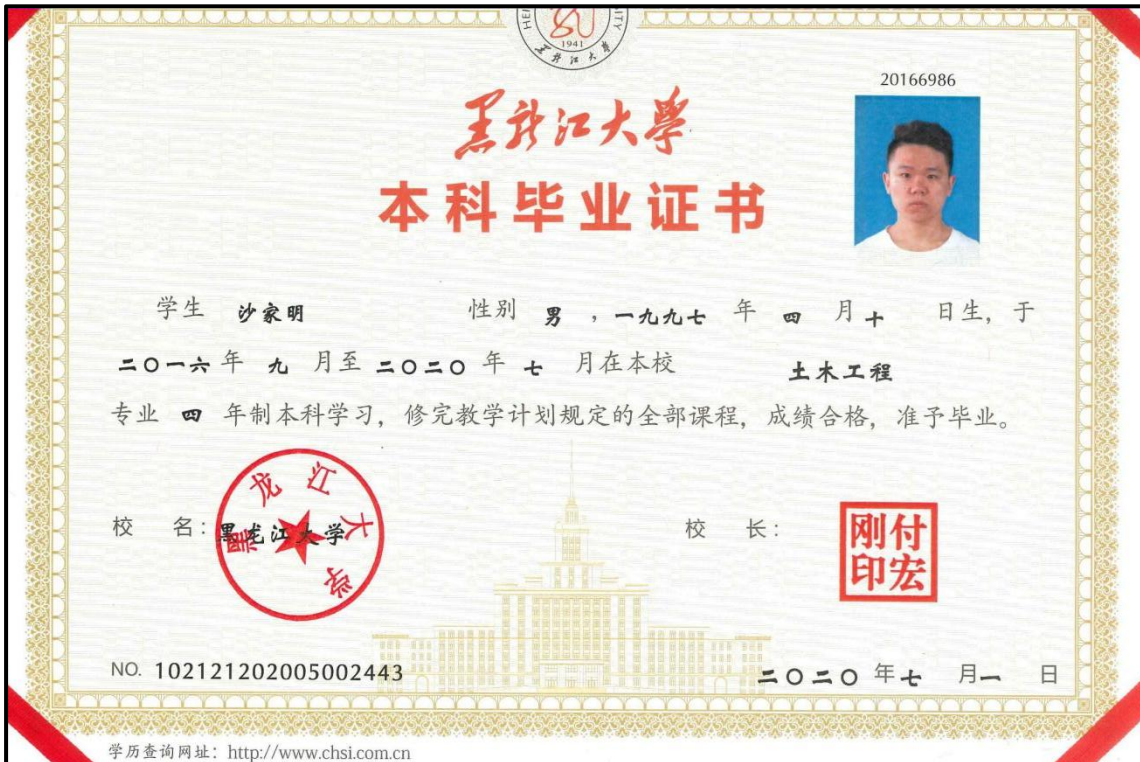 1941
黑龙江大学
20166986
黑龍江大學
本科毕业证书
学生 沙家明 性别 男 ，一九九七 年 四 月 十 日生，于
二〇一六 年 九 月至 二〇二〇 年 七 月在本校 土木工程
专业 四 年制本科学习，修完教学计划规定的全部课程，成绩合格，准予毕业。
黑龙江大学
校 名：黑龙江大学 校 长：
付宏刚印
NO. 102121202005002443 二〇二〇 年 七 月 一 日
学历查询网址：http://www.chsi.com.cn